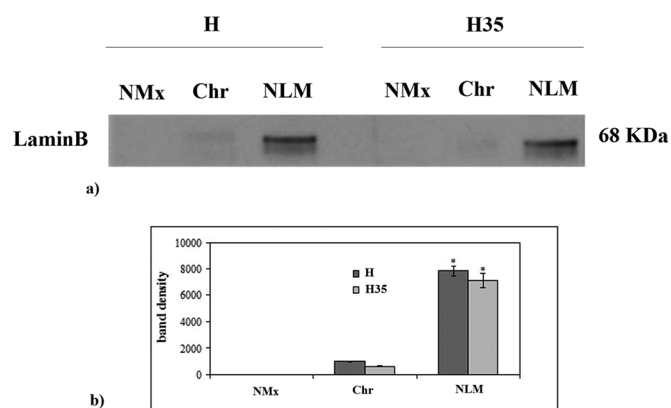 H H35
NMx Chr NLM NMx Chr NLM
LaminB 68 KDa
a)
10000
8000
6000
4000
2000
0
band density
H
H35
* *
NMx Chr NLM
b)